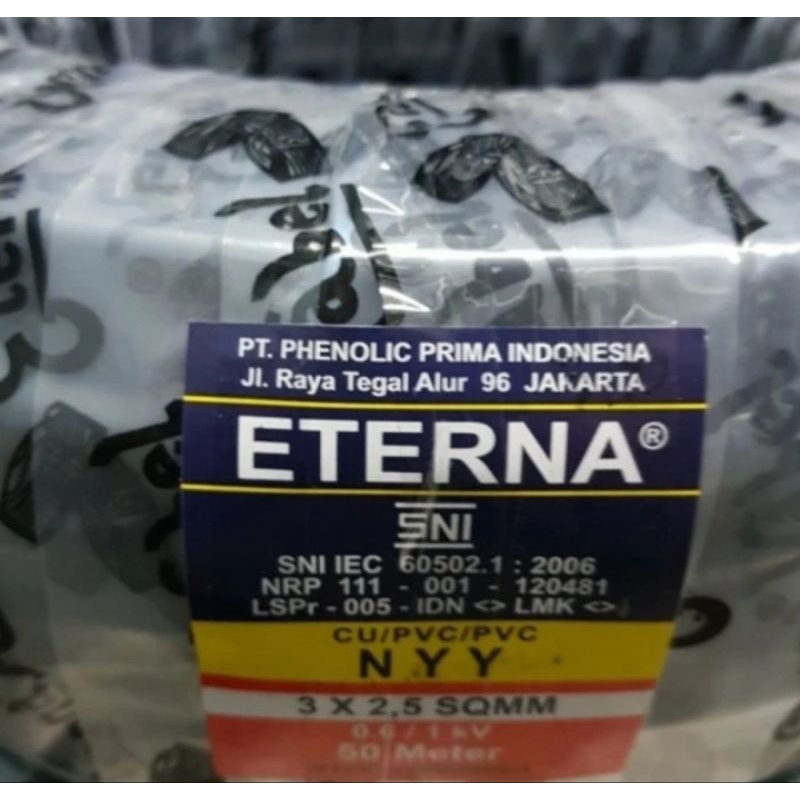 PT. PHENOLIC PRIMA INDONESIA
Jl. Raya Tegal Alur 96 JAKARTA
ETERNA®
SNI
SNI IEC 60502.1 : 2006
NRP 111 - 001 - 120481
LSPr - 005 - IDN <> LMK <>
CU/PVC/PVC
NYY
3 X 2,5 SQMM
0.6 / 1 kV
50 Meter